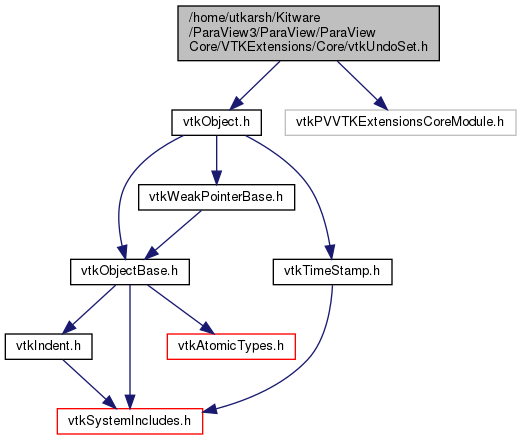 /home/utkarsh/Kitware
/ParaView3/ParaView/ParaView
Core/VTKExtensions/Core/vtkUndoSet.h
vtkObject.h
vtkPVVTKExtensionsCoreModule.h
vtkWeakPointerBase.h
vtkObjectBase.h
vtkTimeStamp.h
vtkIndent.h
vtkAtomicTypes.h
vtkSystemIncludes.h